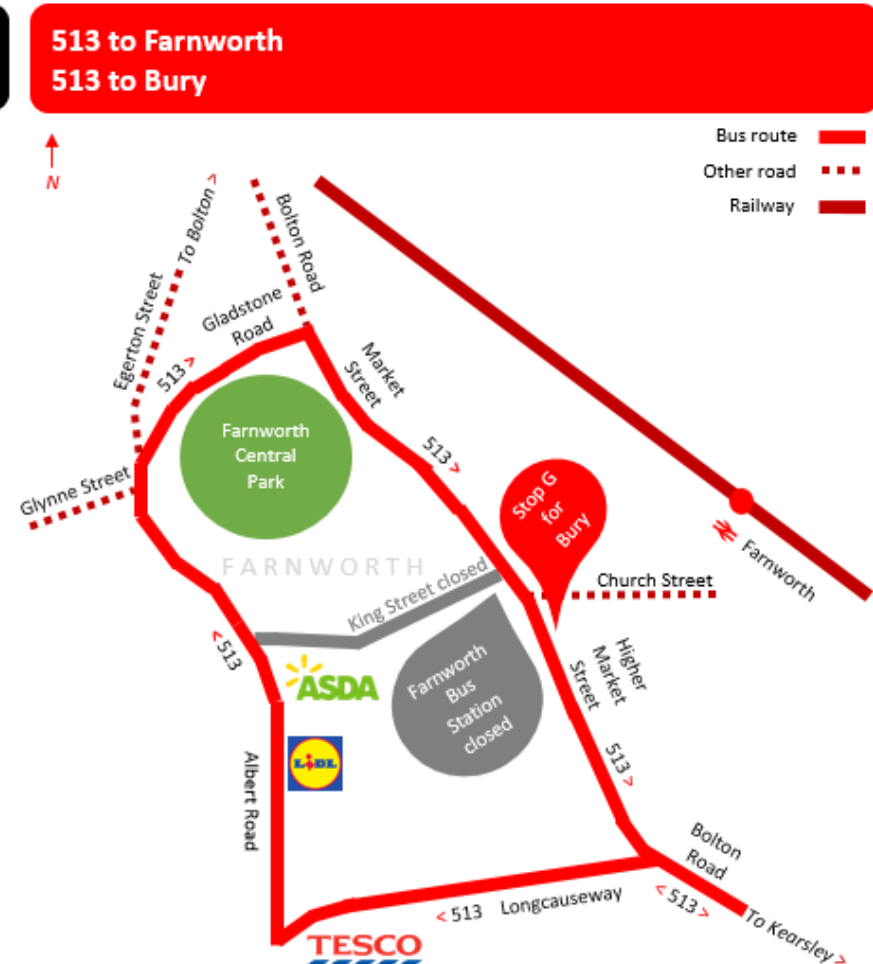 513 to Farnworth
513 to Bury
N
Bus route
Other road
Railway
To Bolton >
Egerton Street
Bolton Road
Gladstone
Road
513 >
Market
Street
Farnworth
Central
Park
513 >
Glynne Street
Stop G
for
Bury
Farnworth
FARNWORTH
King Street closed
Church Street
< 513
ASDA
Farnworth
Bus
Station
closed
Higher
Market
Street
LIDL
Albert Road
513 >
Bolton
Road
< 513 Longcauseway
< 513 >
To Kearsley >
TESCO